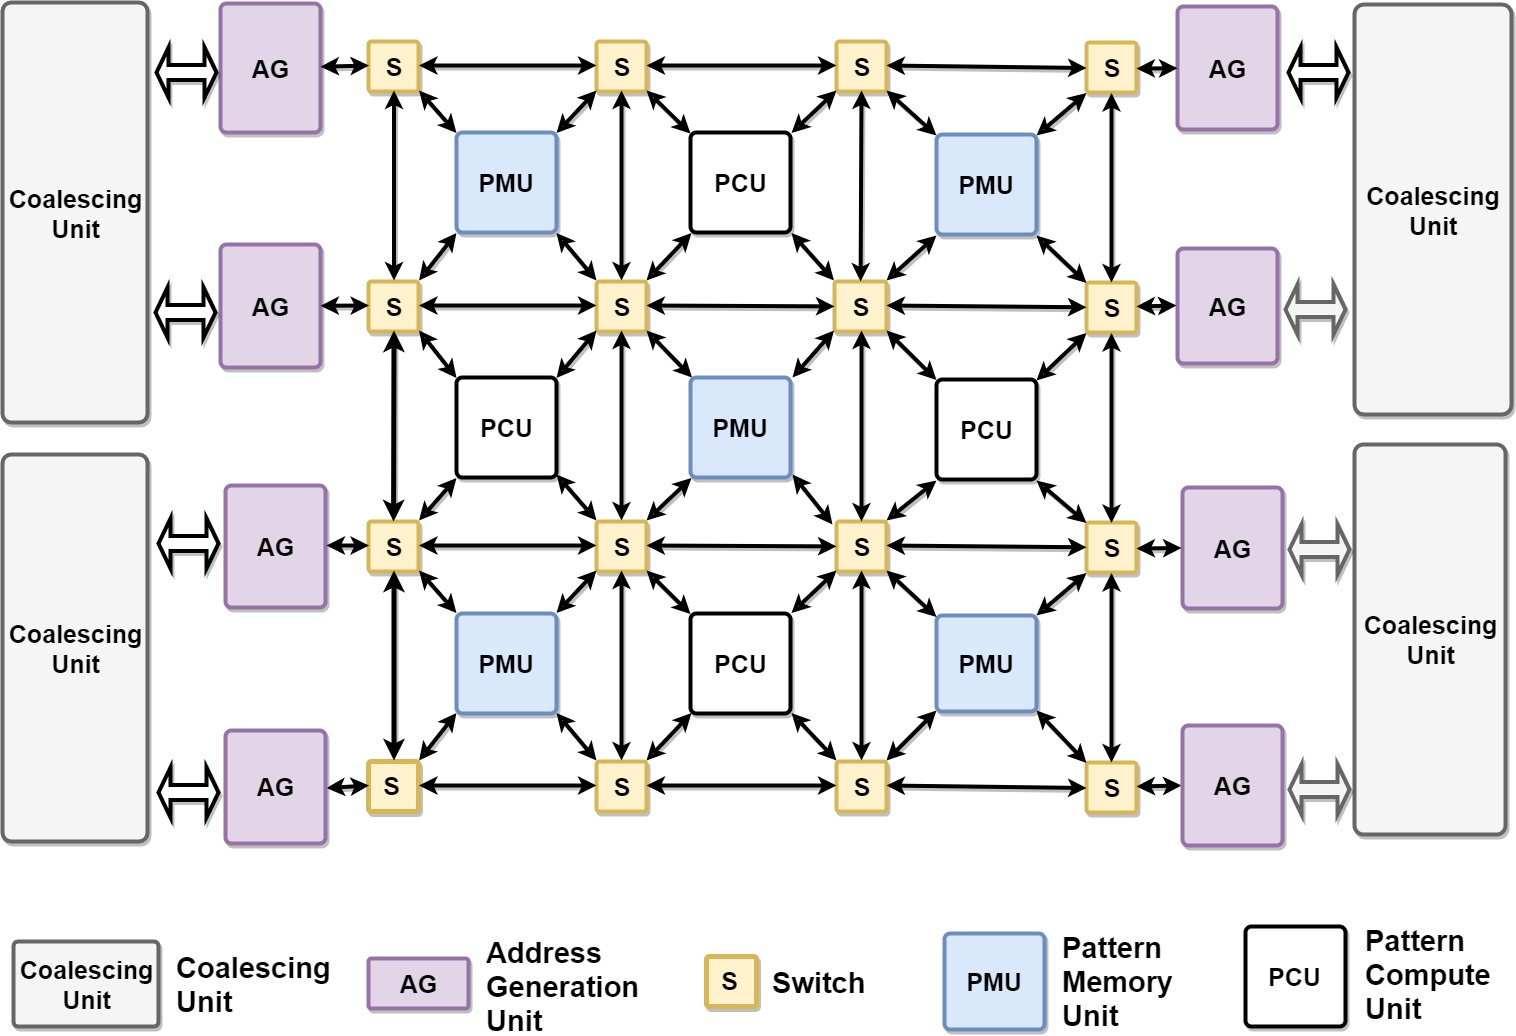 AG
S
S
S
S
AG
PMU
PCU
PMU
Coalescing
Unit
Coalescing
Unit
AG
S
S
S
S
AG
PCU
PMU
PCU
AG
S
S
S
S
AG
Coalescing
Unit
Coalescing
Unit
PMU
PCU
PMU
AG
S
S
S
S
AG
Coalescing
Unit
Coalescing
Unit
AG
Address
Generation
Unit
S
Switch
PMU
Pattern
Memory
Unit
PCU
Pattern
Compute
Unit